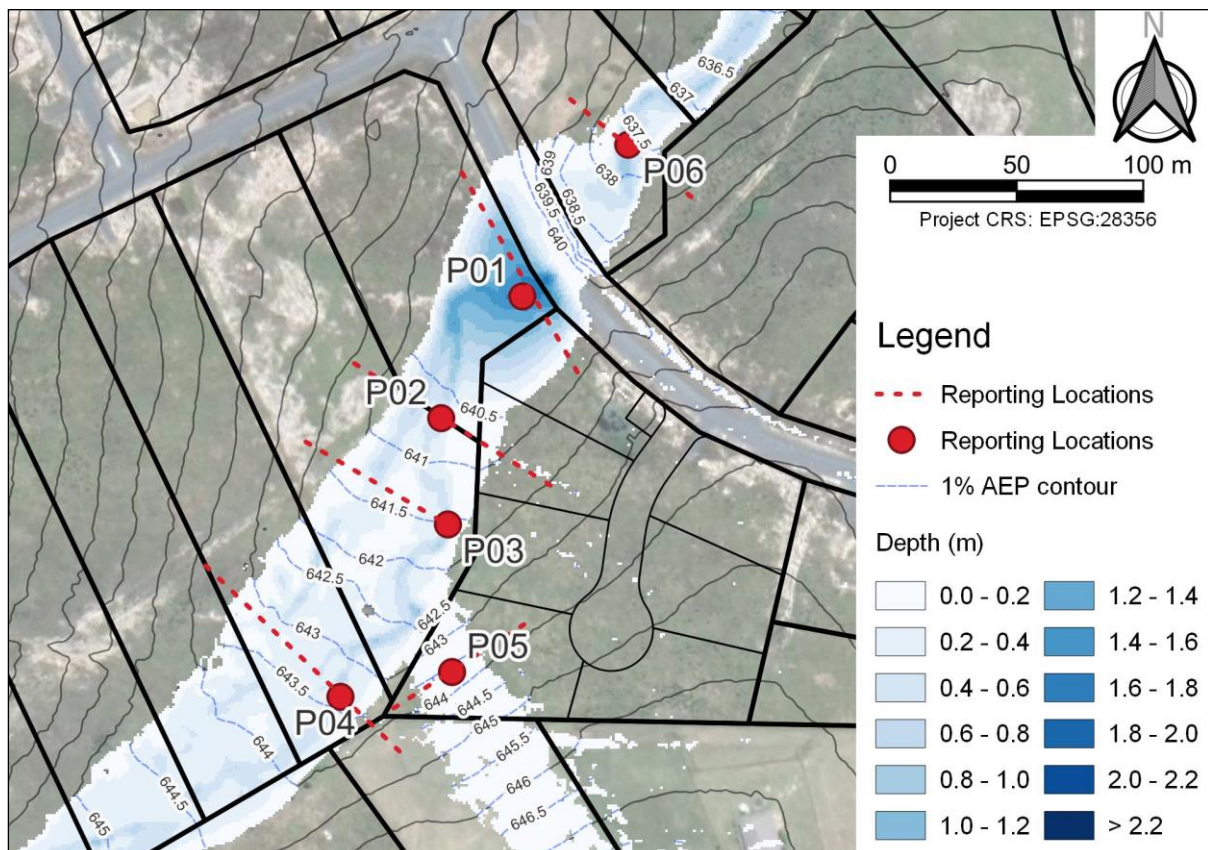 N
0 50 100 m
Project CRS: EPSG:28356
636.5
637
637.5
P06
638
639
638.5
639.5
640
P01
P02
640.5
641
641.5
P03
642
642.5
642.5
643
643
P05
643.5
P04
644
644.5
644
645
645.5
644.5
646
645
646.5
Legend
Reporting Locations
Reporting Locations
1% AEP contour
Depth (m)
0.0 - 0.2
0.2 - 0.4
0.4 - 0.6
0.6 - 0.8
0.8 - 1.0
1.0 - 1.2
1.2 - 1.4
1.4 - 1.6
1.6 - 1.8
1.8 - 2.0
2.0 - 2.2
> 2.2